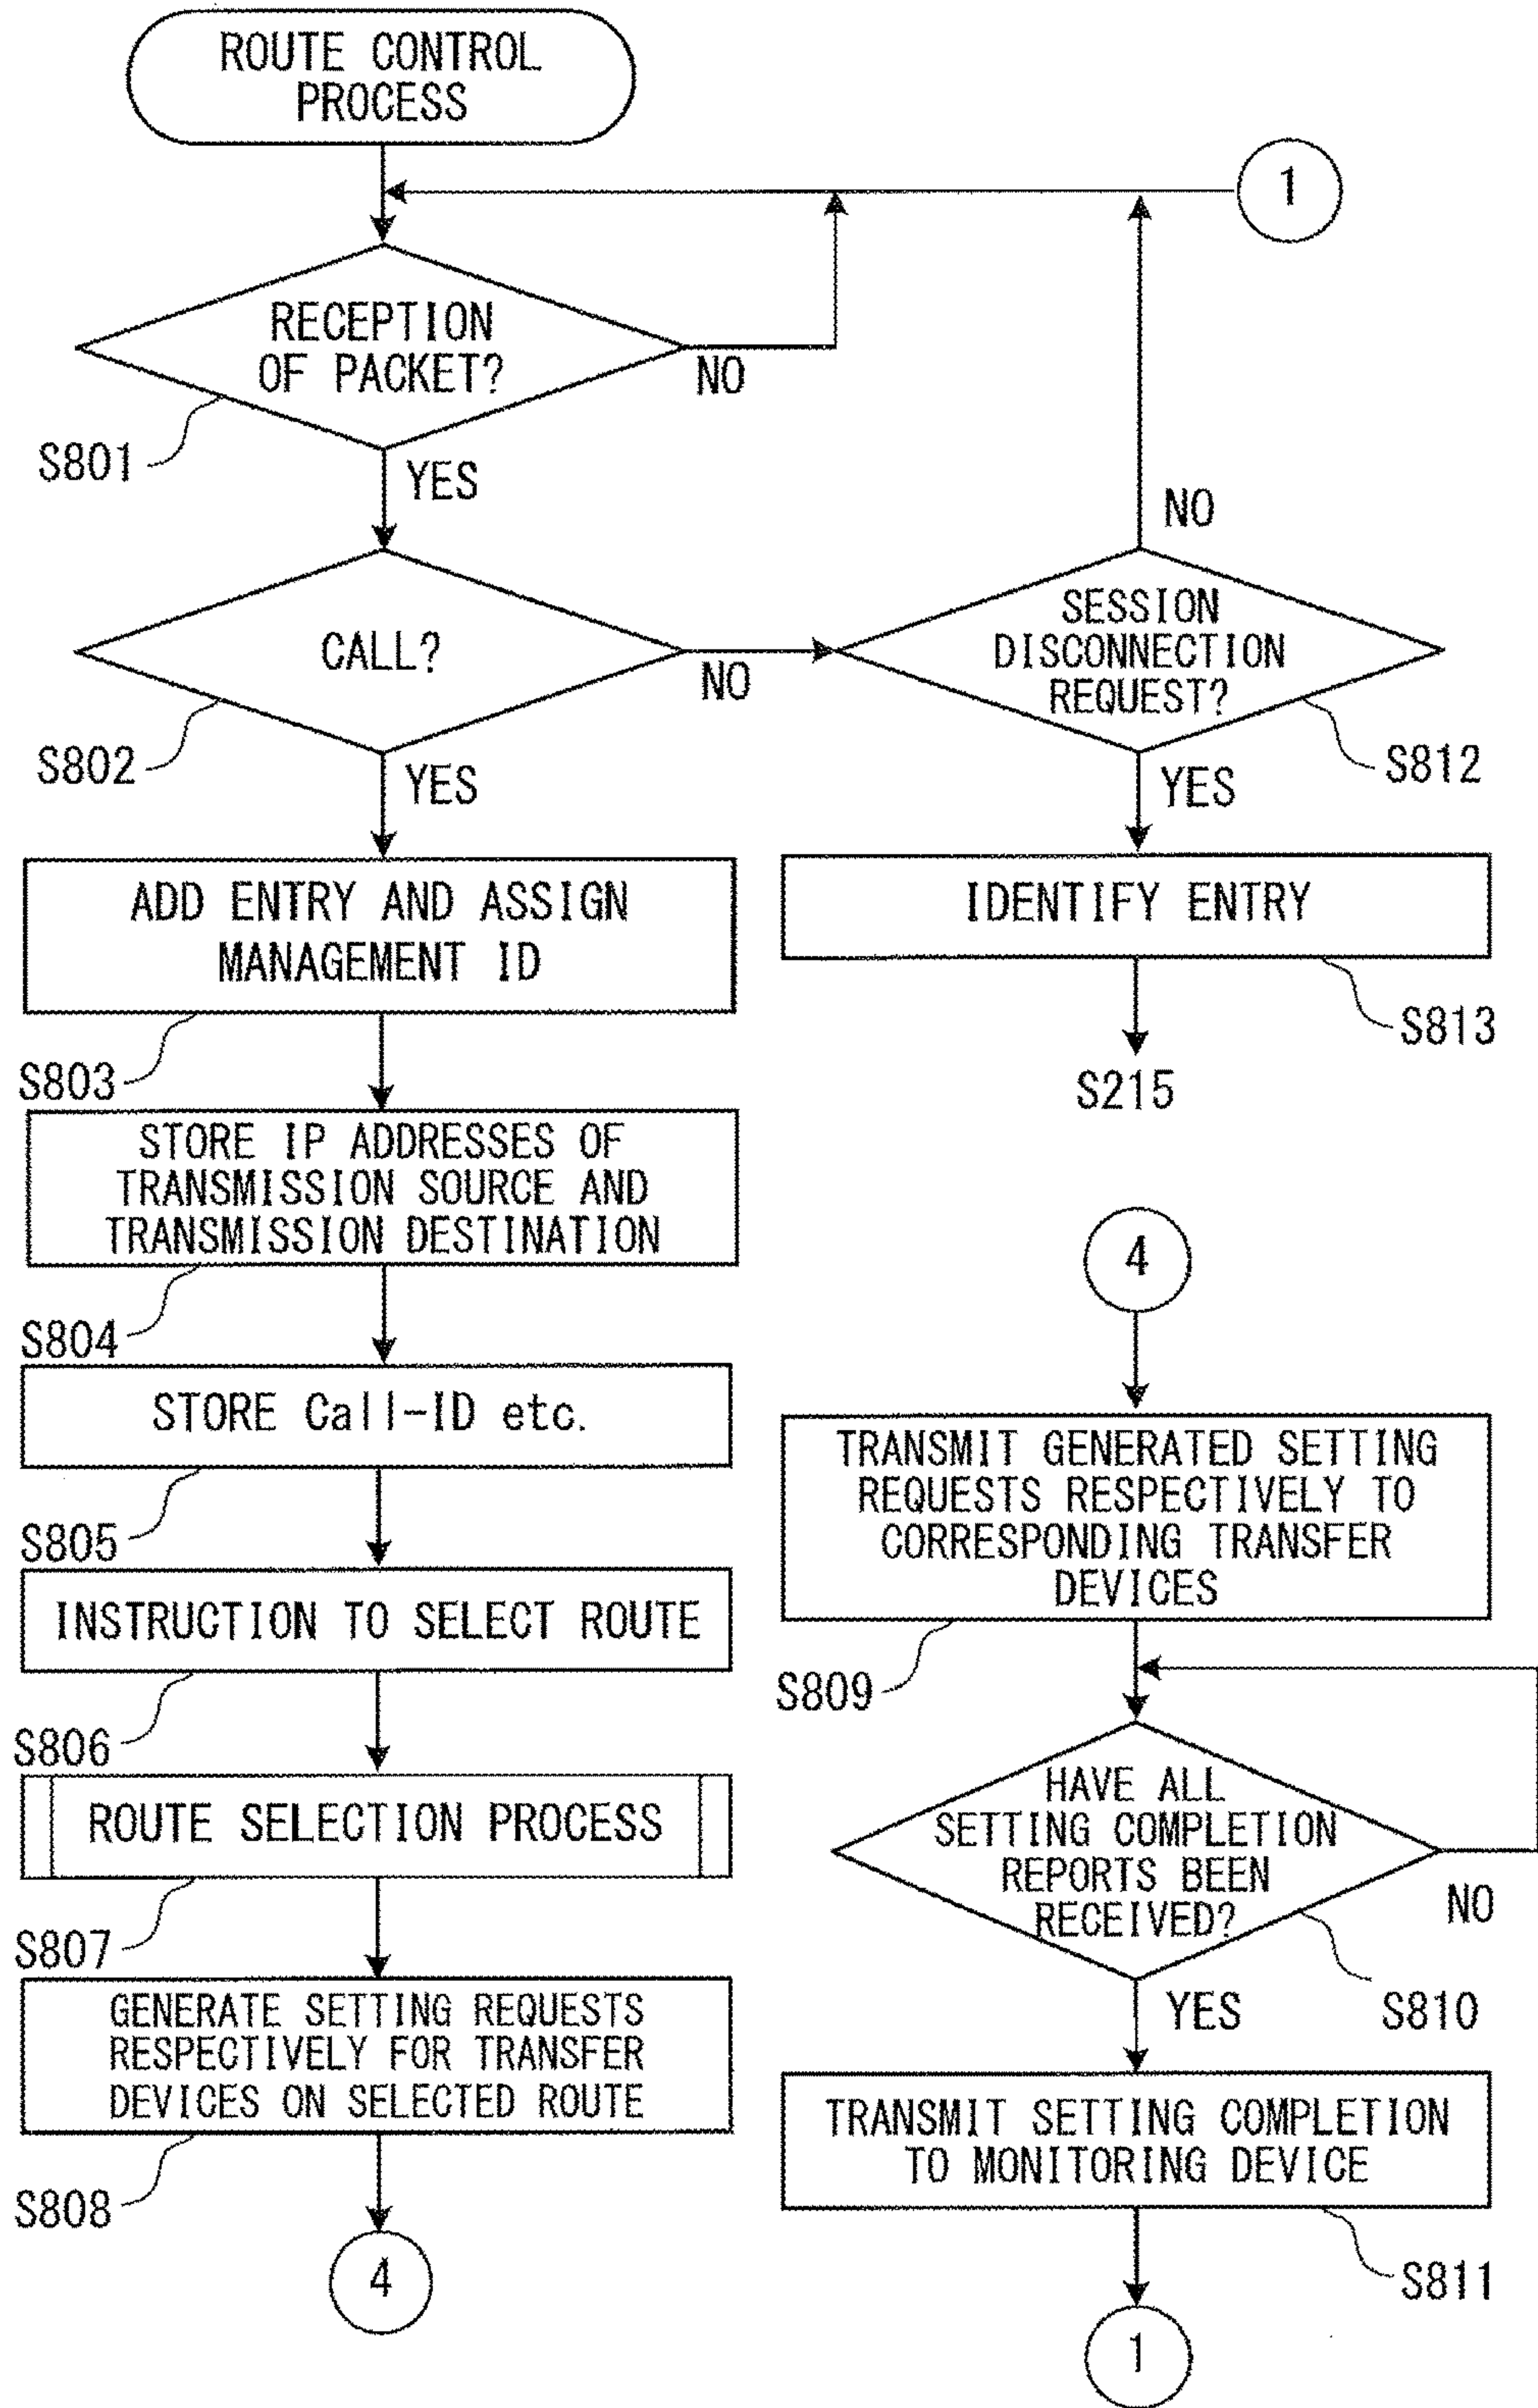 ROUTE CONTROL
PROCESS
1
RECEPTION
OF PACKET?
NO
S801
YES
CALL?
NO
S802
YES
SESSION
DISCONNECTION
REQUEST?
NO
S812
YES
ADD ENTRY AND ASSIGN
MANAGEMENT ID
S803
IDENTIFY ENTRY
S813
S215
STORE IP ADDRESSES OF
TRANSMISSION SOURCE AND
TRANSMISSION DESTINATION
S804
STORE Call-ID etc.
S805
INSTRUCTION TO SELECT ROUTE
S806
ROUTE SELECTION PROCESS
S807
GENERATE SETTING REQUESTS
RESPECTIVELY FOR TRANSFER
DEVICES ON SELECTED ROUTE
S808
4
4
TRANSMIT GENERATED SETTING
REQUESTS RESPECTIVELY TO
CORRESPONDING TRANSFER
DEVICES
S809
HAVE ALL
SETTING COMPLETION
REPORTS BEEN
RECEIVED?
NO
S810
YES
TRANSMIT SETTING COMPLETION
TO MONITORING DEVICE
S811
1